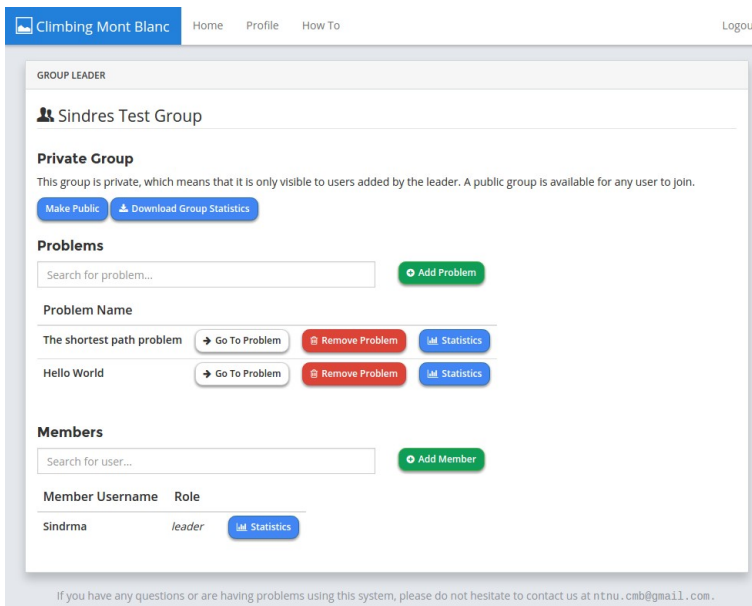 Climbing Mont Blanc Home Profile How To Logou
GROUP LEADER
Sindres Test Group
Private Group
This group is private, which means that it is only visible to users added by the leader. A public group is available for any user to join.
Make Public Download Group Statistics
Problems
Search for problem... Add Problem
Problem Name
The shortest path problem Go To Problem Remove Problem Statistics
Hello World Go To Problem Remove Problem Statistics
Members
Search for user... Add Member
Member Username Role
Sindrma leader Statistics
If you have any questions or are having problems using this system, please do not hesitate to contact us at ntnu.cmb@gmail.com.